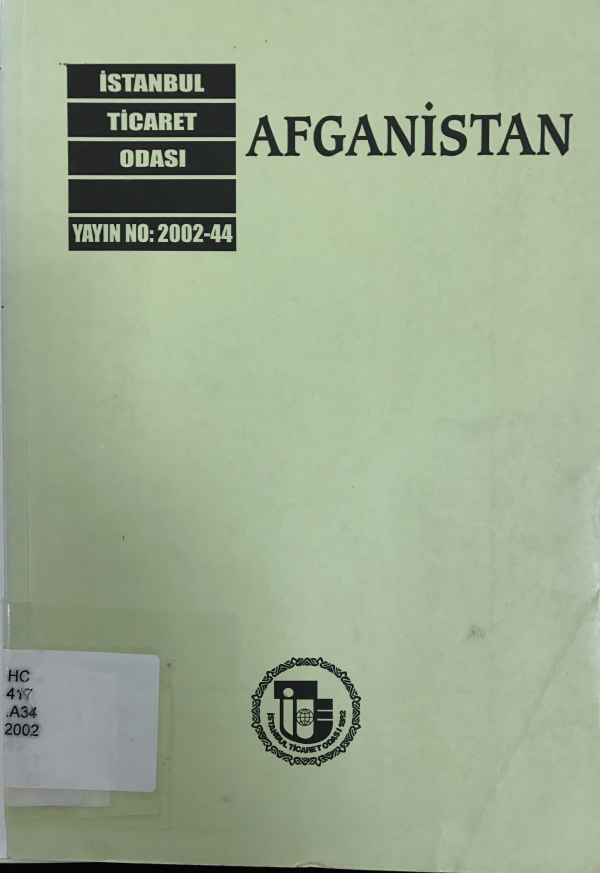 İSTANBUL
TİCARET
ODASI
YAYIN NO: 2002-44
AFGANİSTAN
HC
417
.A34
2002
İTO
İSTANBUL TİCARET ODASI 1882